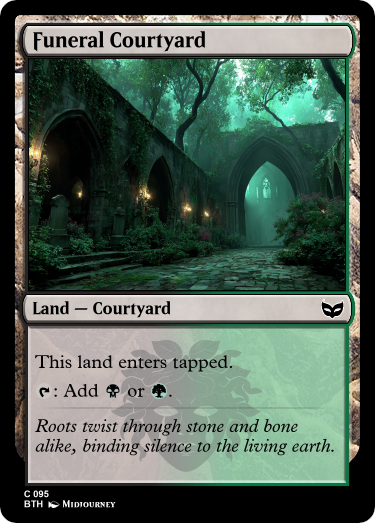 Funeral Courtyard
Land — Courtyard
This land enters tapped.
: Add or .
Roots twist through stone and bone
alike, binding silence to the living earth.
C 095
BTH Midjourney